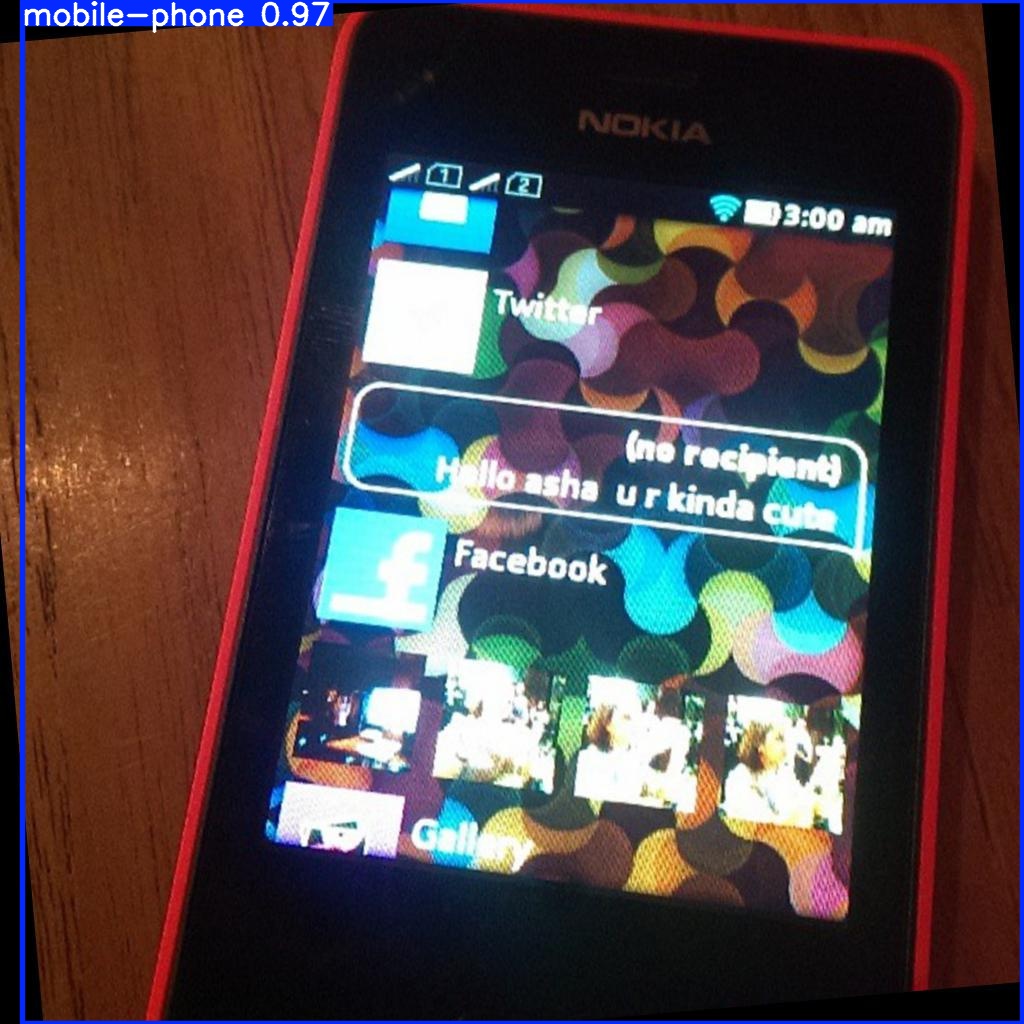 mobile-phone 0.97
NOKIA
1 2
3:00 am
Twitter
(no recipient)
Hello asha u r kinda cute
Facebook
Gallery